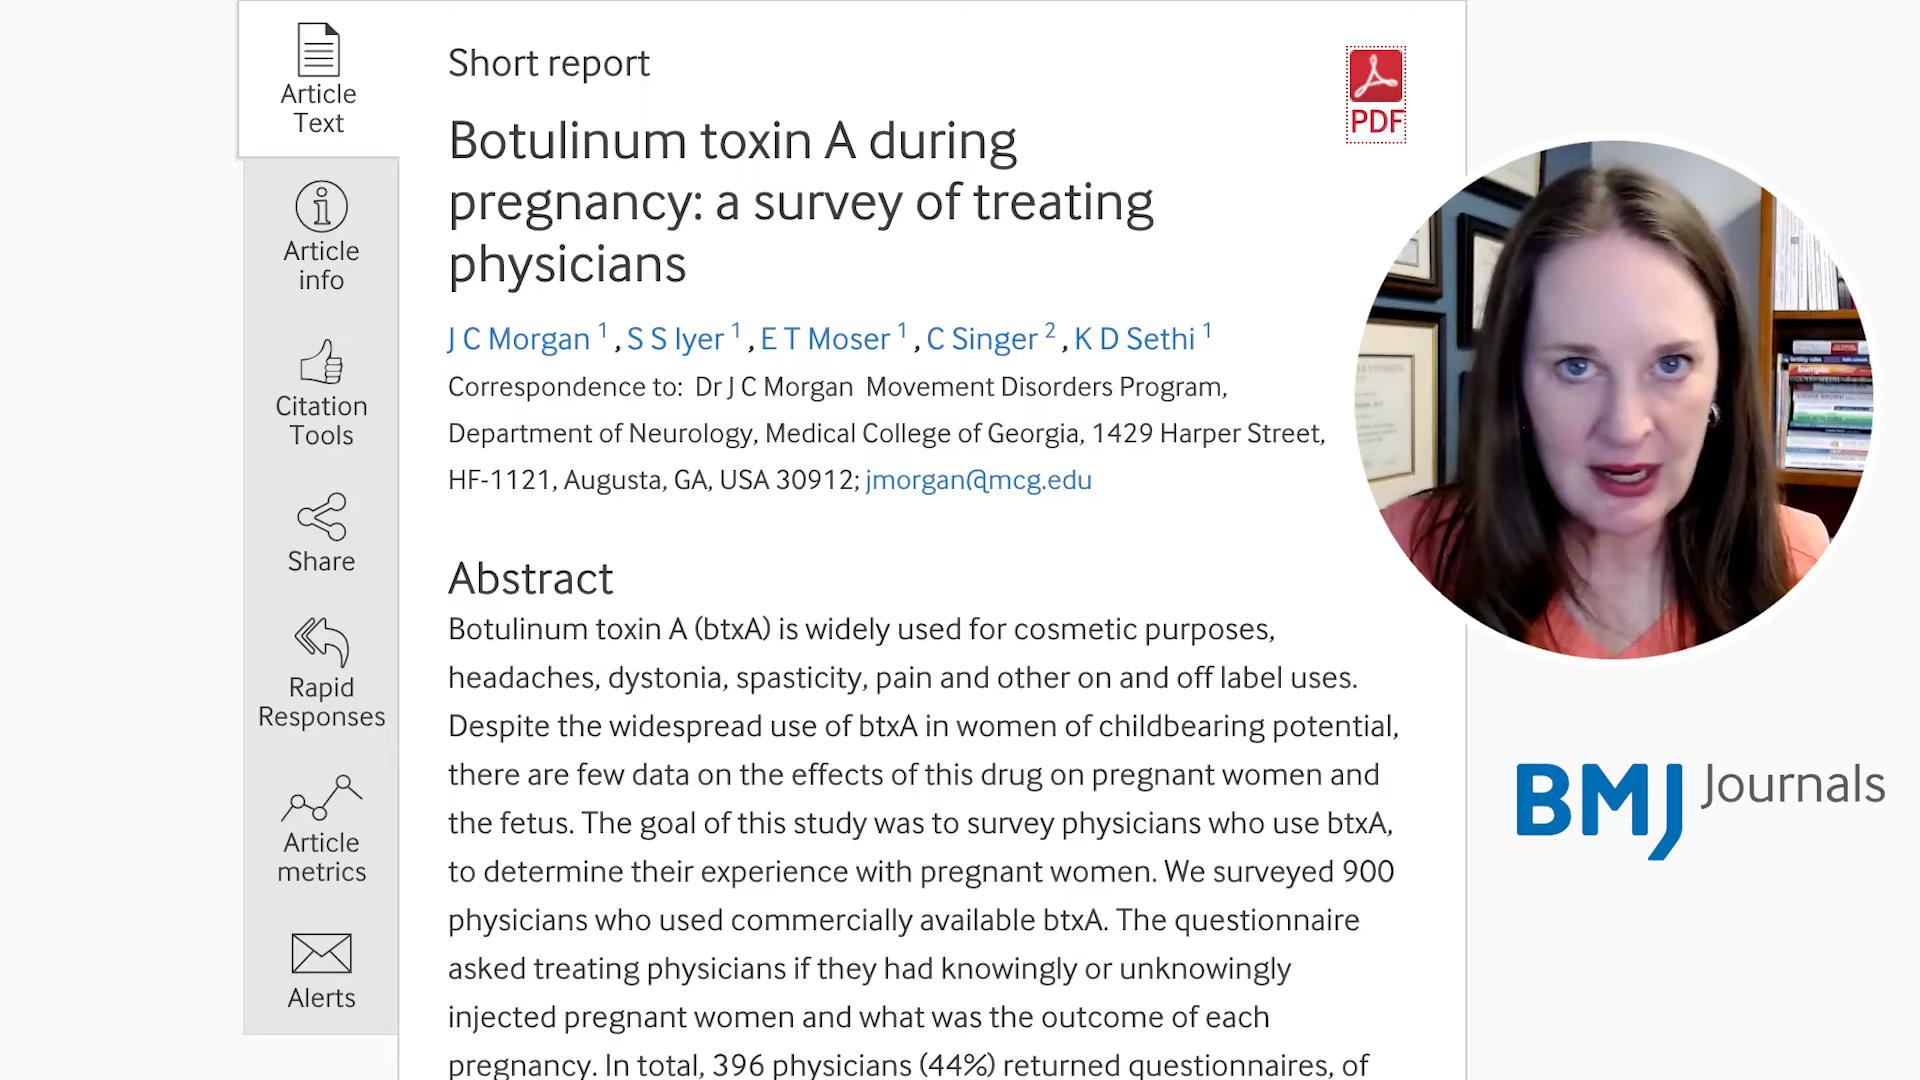 Article
Text
Article
info
Citation
Tools
Share
Rapid
Responses
Article
metrics
Alerts
Short report
PDF
Botulinum toxin A during
pregnancy: a survey of treating
physicians
J C Morgan 1 , S S Iyer 1 , E T Moser 1 , C Singer 2 , K D Sethi 1
Correspondence to: Dr J C Morgan Movement Disorders Program,
Department of Neurology, Medical College of Georgia, 1429 Harper Street,
HF-1121, Augusta, GA, USA 30912; jmorgan@mcg.edu
Abstract
Botulinum toxin A (btxA) is widely used for cosmetic purposes,
headaches, dystonia, spasticity, pain and other on and off label uses.
Despite the widespread use of btxA in women of childbearing potential,
there are few data on the effects of this drug on pregnant women and
the fetus. The goal of this study was to survey physicians who use btxA,
to determine their experience with pregnant women. We surveyed 900
physicians who used commercially available btxA. The questionnaire
asked treating physicians if they had knowingly or unknowingly
injected pregnant women and what was the outcome of each
pregnancy. In total, 396 physicians (44%) returned questionnaires, of
BMJ Journals